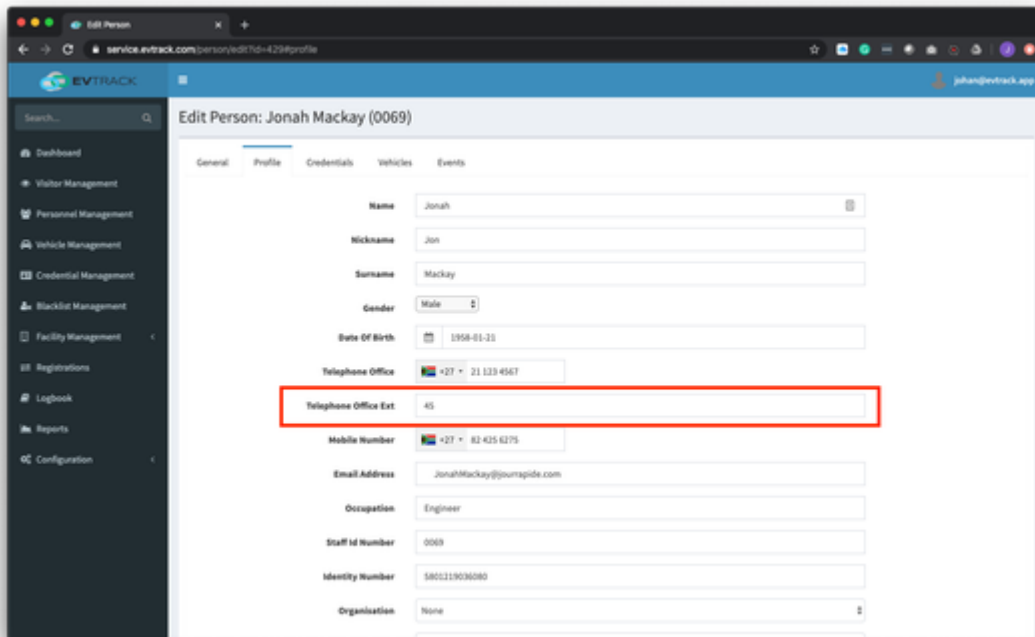 Edit Person
service.evtrack.com/person/edit?id=429#profile
EVTRACK
johan@evtrack.app
Search...
Edit Person: Jonah Mackay (0069)
Dashboard
Visitor Management
Personnel Management
Vehicle Management
Credential Management
Blacklist Management
Facility Management
Registrations
Logbook
Reports
Configuration
General Profile Credentials Vehicles Events
Name Jonah
Nickname Jon
Surname Mackay
Gender Male
Date Of Birth 1958-01-21
Telephone Office +27 21 123 4567
Telephone Office Ext 45
Mobile Number +27 82 425 6275
Email Address JonahMackay@jourrapide.com
Occupation Engineer
Staff Id Number 0069
Identity Number 5801219036080
Organisation None